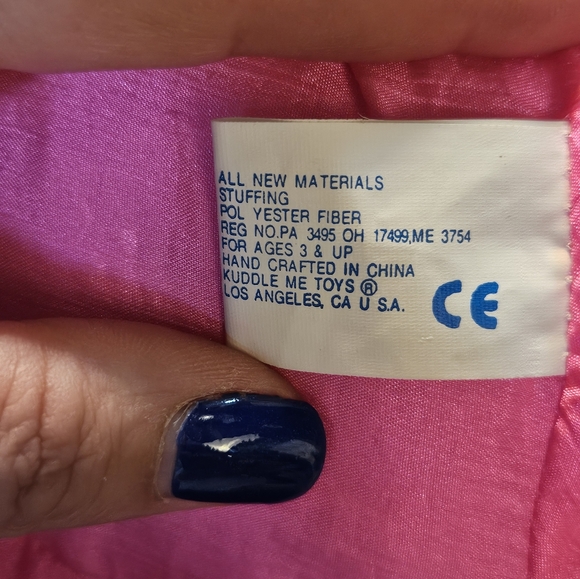 ALL NEW MATERIALS
STUFFING
POL YESTER FIBER
REG NO.PA 3495 OH 17499,ME 3754
FOR AGES 3 & UP
HAND CRAFTED IN CHINA
KUDDLE ME TOYS ®
LOS ANGELES, CA U S.A.
CE